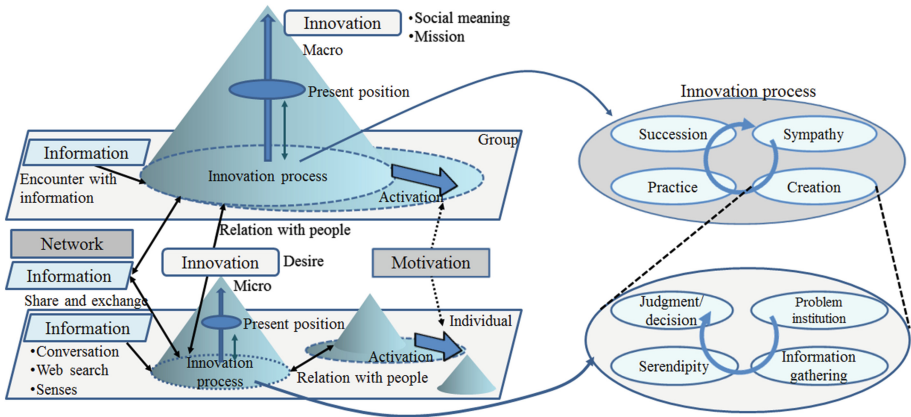 Innovation
•Social meaning
•Mission
Macro
Present position
Group
Information
Encounter with
information
Innovation process
Activation
Relation with people
Network
Information
Share and exchange
Innovation
Desire
Micro
Motivation
Information
•Conversation
•Web search
•Senses
Present position
Innovation
process
Individual
Activation
Relation with people
Innovation process
Succession
Sympathy
Practice
Creation
Judgment/
decision
Problem
institution
Serendipity
Information
gathering